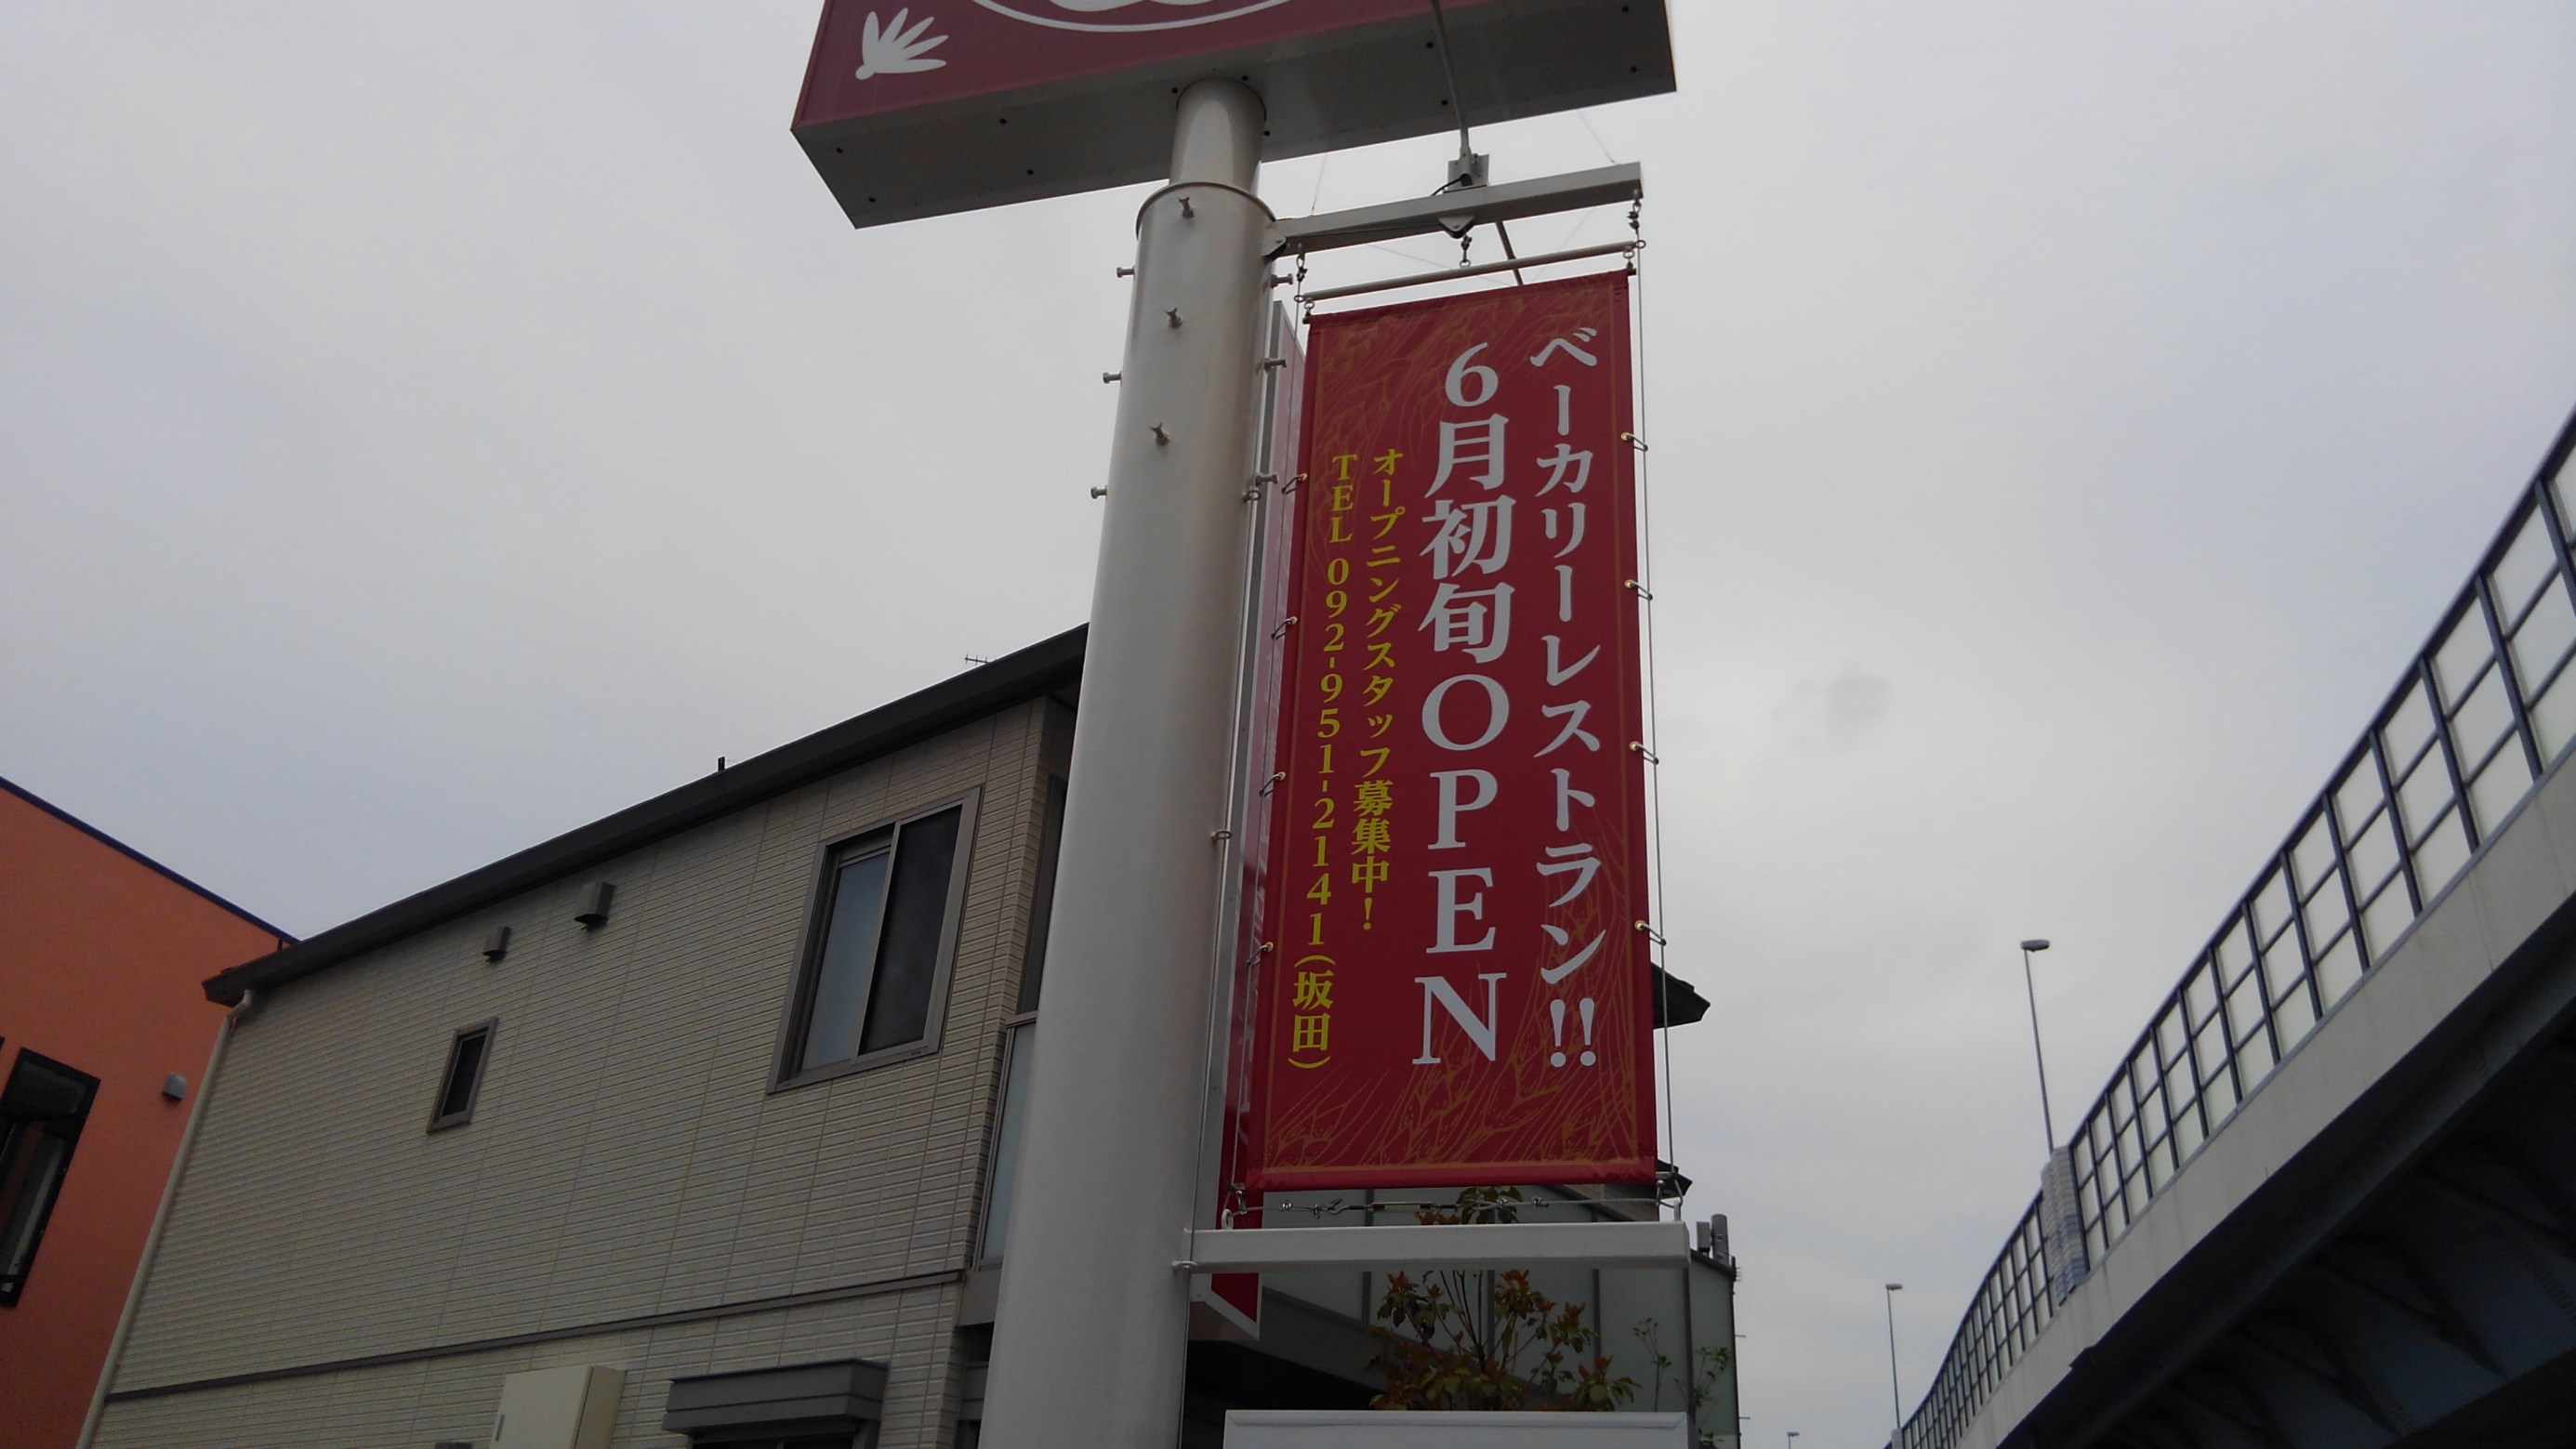 ベーカリーレストラン!!
6月初旬OPEN
オープニングスタッフ募集中!
TEL 092-951-2141(坂田)